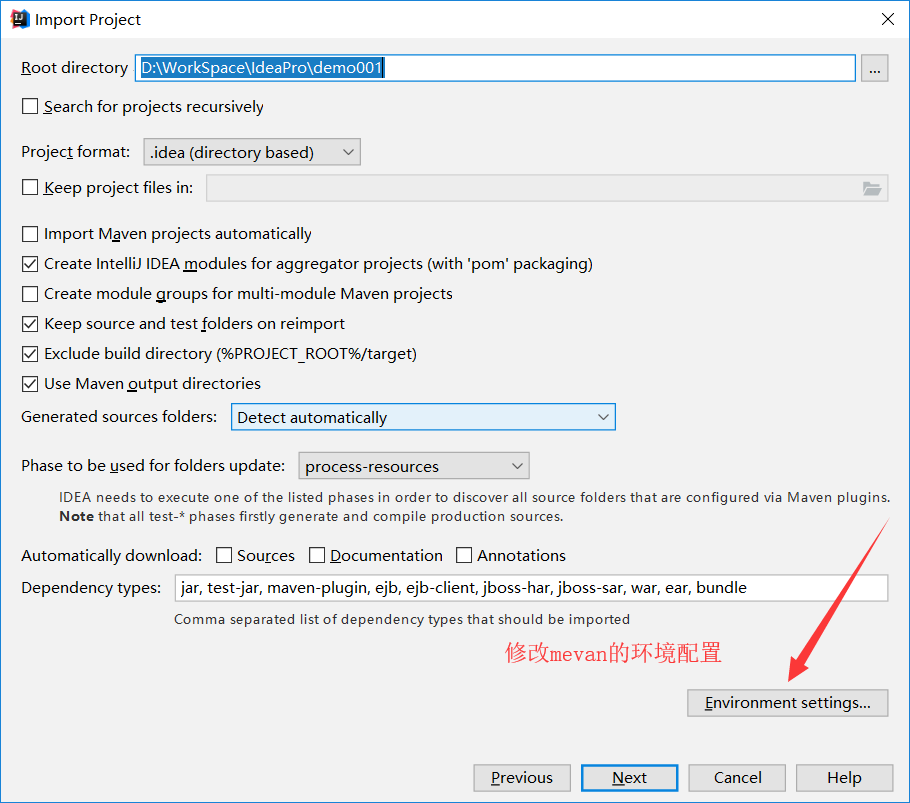 Import Project
Root directory D:\WorkSpace\IdeaPro\demo001 ...
Search for projects recursively
Project format: .idea (directory based)
Keep project files in:
Import Maven projects automatically
Create IntelliJ IDEA modules for aggregator projects (with 'pom' packaging)
Create module groups for multi-module Maven projects
Keep source and test folders on reimport
Exclude build directory (%PROJECT_ROOT%/target)
Use Maven output directories
Generated sources folders: Detect automatically
Phase to be used for folders update: process-resources
IDEA needs to execute one of the listed phases in order to discover all source folders that are configured via Maven plugins.
Note that all test-* phases firstly generate and compile production sources.
Automatically download: Sources Documentation Annotations
Dependency types: jar, test-jar, maven-plugin, ejb, ejb-client, jboss-har, jboss-sar, war, ear, bundle
Comma separated list of dependency types that should be imported
修改mevan的环境配置
Environment settings...
Previous Next Cancel Help